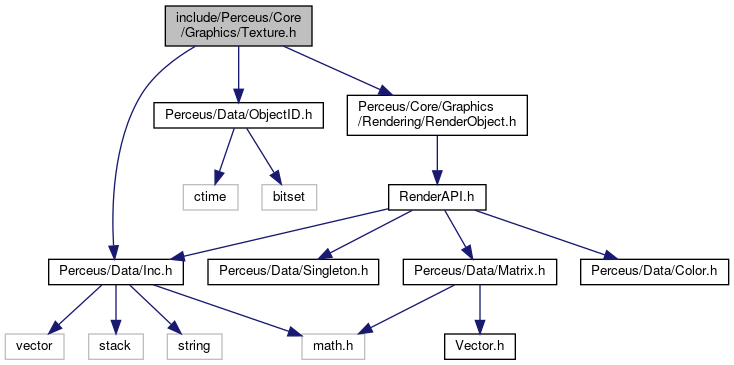 include/Perceus/Core
/Graphics/Texture.h
Perceus/Data/ObjectID.h
Perceus/Core/Graphics
/Rendering/RenderObject.h
ctime
bitset
RenderAPI.h
Perceus/Data/Inc.h
Perceus/Data/Singleton.h
Perceus/Data/Matrix.h
Perceus/Data/Color.h
vector
stack
string
math.h
Vector.h